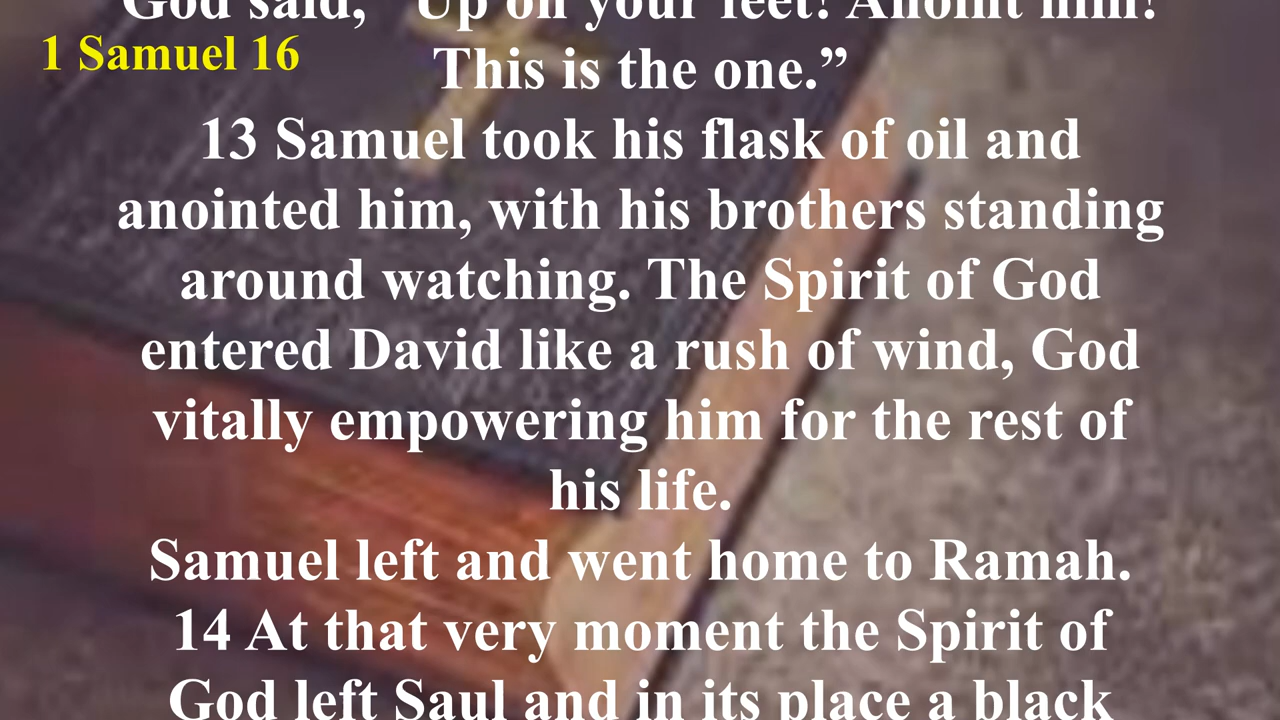 God said, “Up on your feet! Anoint him!
1 Samuel 16
This is the one.”
13 Samuel took his flask of oil and
anointed him, with his brothers standing
around watching. The Spirit of God
entered David like a rush of wind, God
vitally empowering him for the rest of
his life.
Samuel left and went home to Ramah.
14 At that very moment the Spirit of
God left Saul and in its place a black